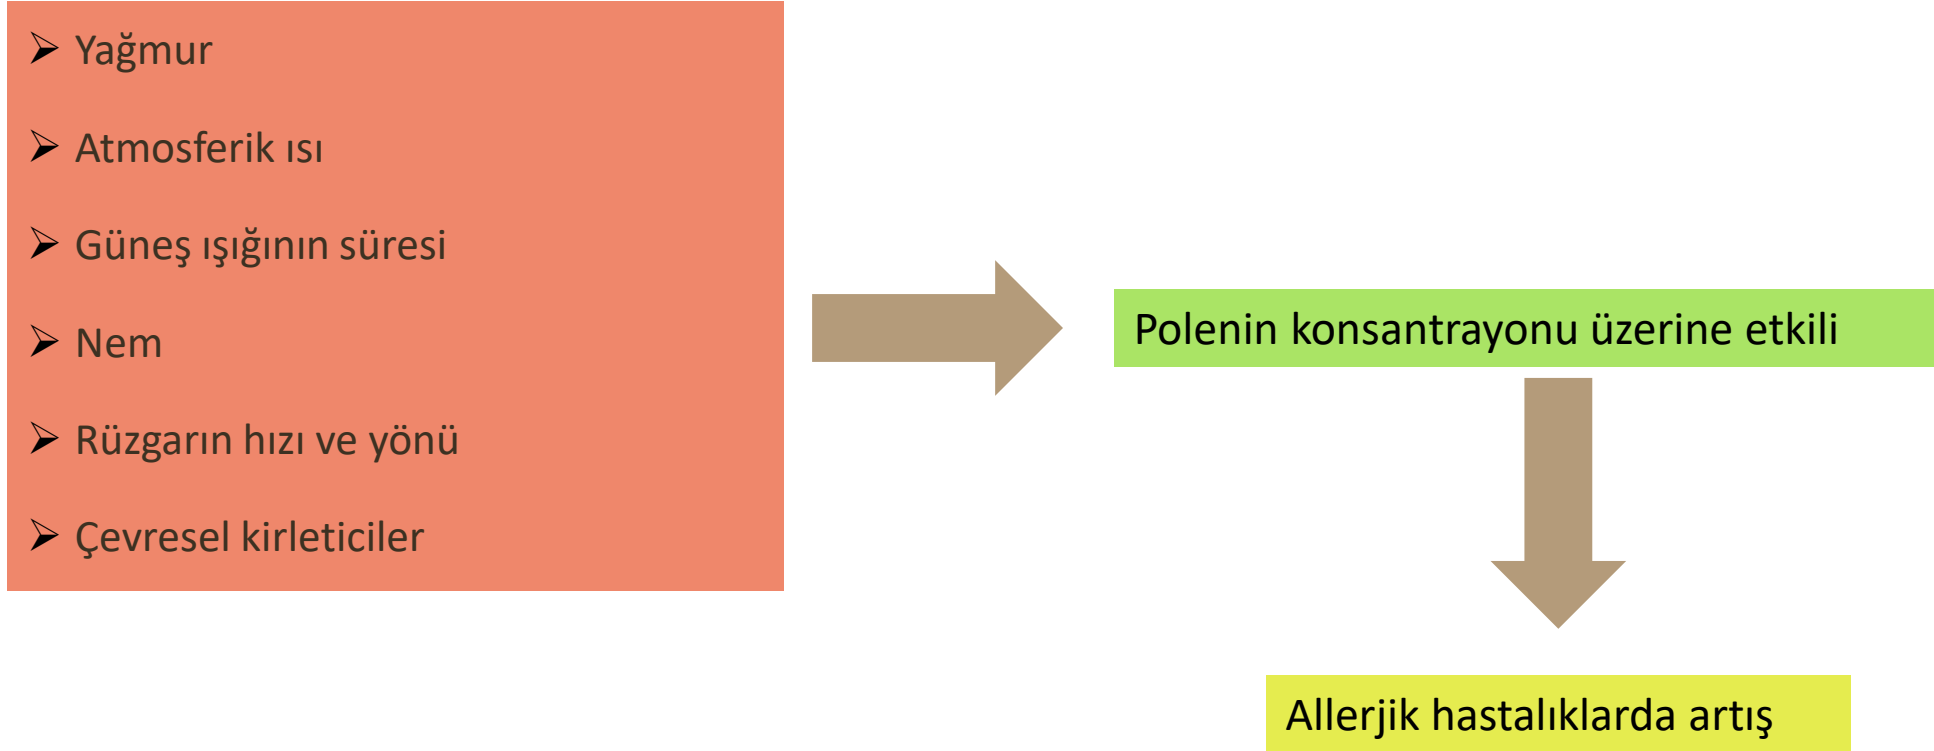 Yağmur
Atmosferik ısı
Güneş ışığının süresi
Nem
Rüzgarın hızı ve yönü
Çevresel kirleticiler
Polenin konsantrayonu üzerine etkili
Allerjik hastalıklarda artış